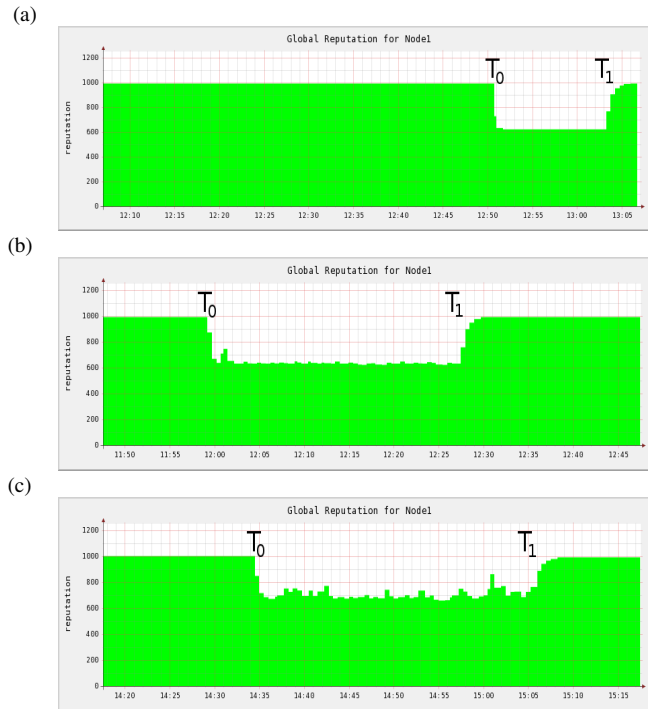 (a)
Global Reputation for Node1
1200
T0 T1
1000
800
reputation
600
400
200
0
12:10 12:15 12:20 12:25 12:30 12:35 12:40 12:45 12:50 12:55 13:00 13:05
(b)
Global Reputation for Node1
1200
T0 T1
1000
800
reputation
600
400
200
0
11:50 11:55 12:00 12:05 12:10 12:15 12:20 12:25 12:30 12:35 12:40 12:45
(c)
Global Reputation for Node1
1200
T0 T1
1000
800
reputation
600
400
200
0
14:20 14:25 14:30 14:35 14:40 14:45 14:50 14:55 15:00 15:05 15:10 15:15